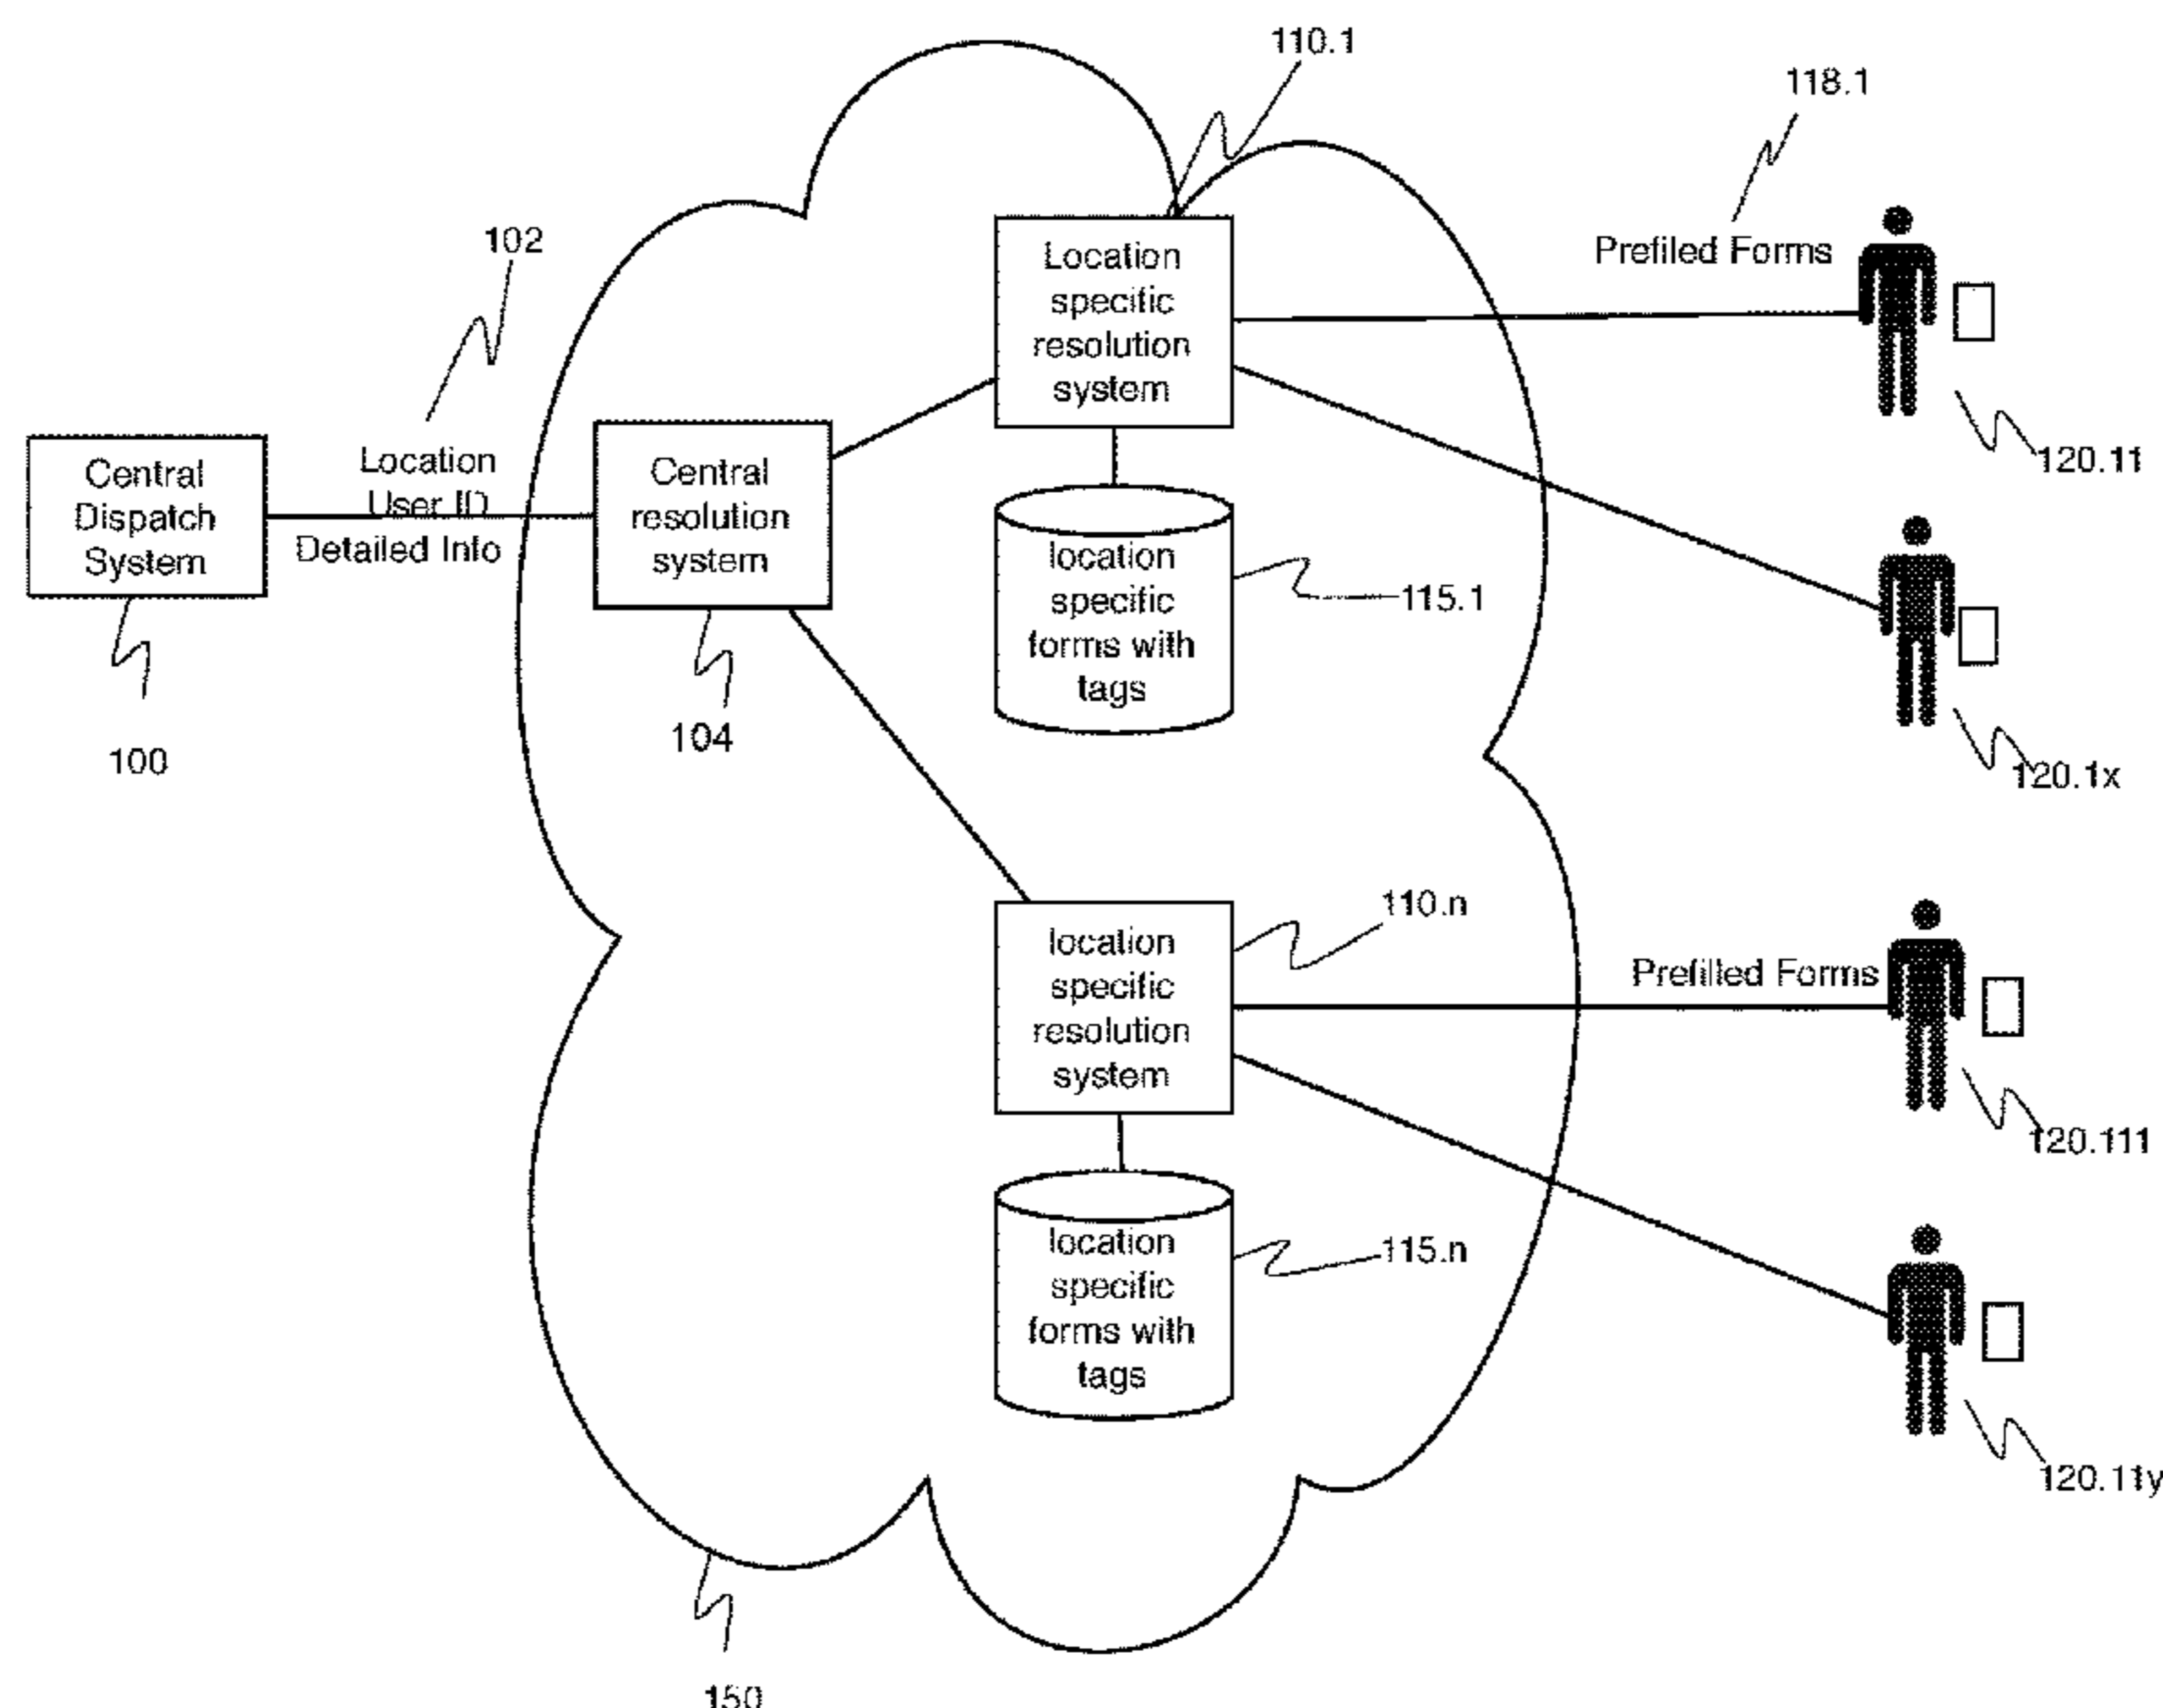 110.1
118.1
102
Location
specific
resolution
system
Prefiled Forms
120.11
Central
Dispatch
System
Location
User ID
Detailed Info
Central
resolution
system
location
specific
forms with
tags
115.1
100
104
120.1x
110.n
location
specific
resolution
system
Prefilled Forms
120.111
location
specific
forms with
tags
115.n
120.11y
150